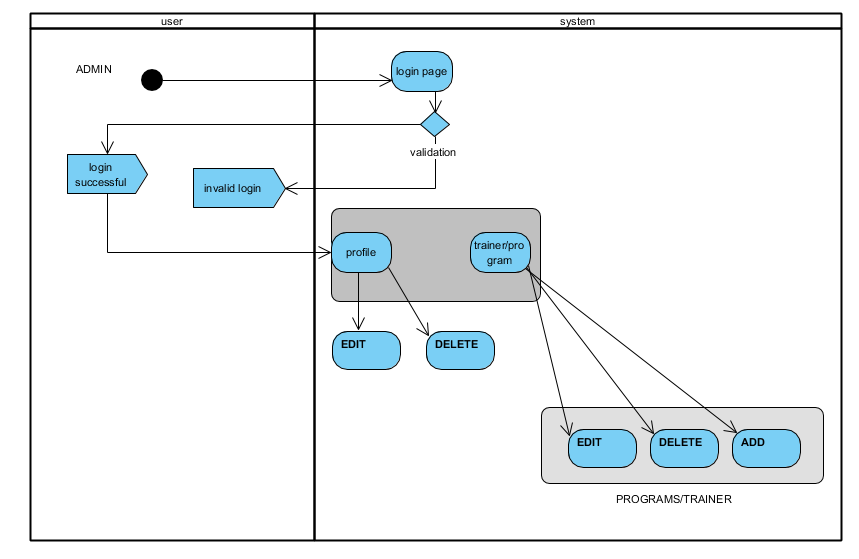 user
system
ADMIN
login page
validation
login
successful
invalid login
profile
trainer/pro
gram
EDIT
DELETE
EDIT
DELETE
ADD
PROGRAMS/TRAINER